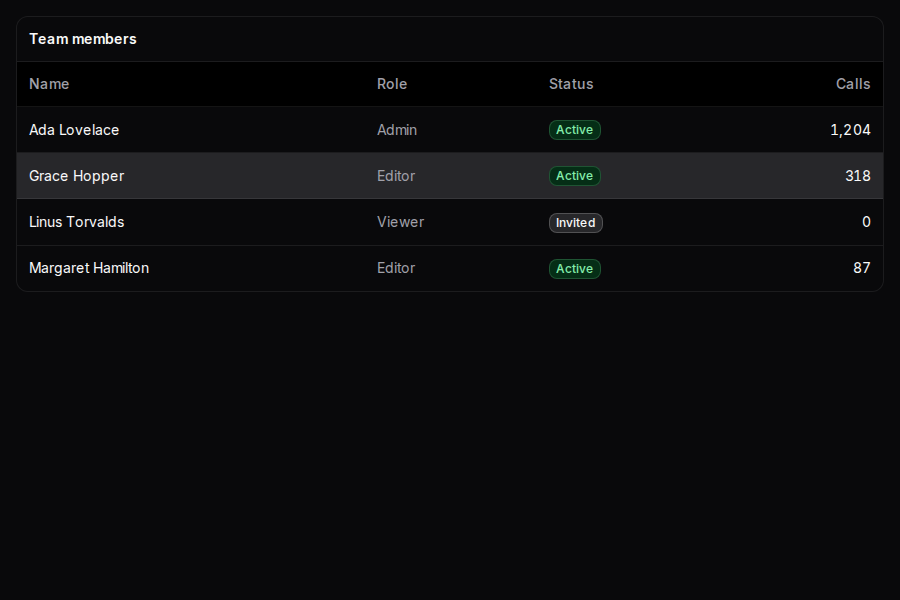 Team members
Name Role Status Calls
Ada Lovelace Admin Active 1,204
Grace Hopper Editor Active 318
Linus Torvalds Viewer Invited 0
Margaret Hamilton Editor Active 87